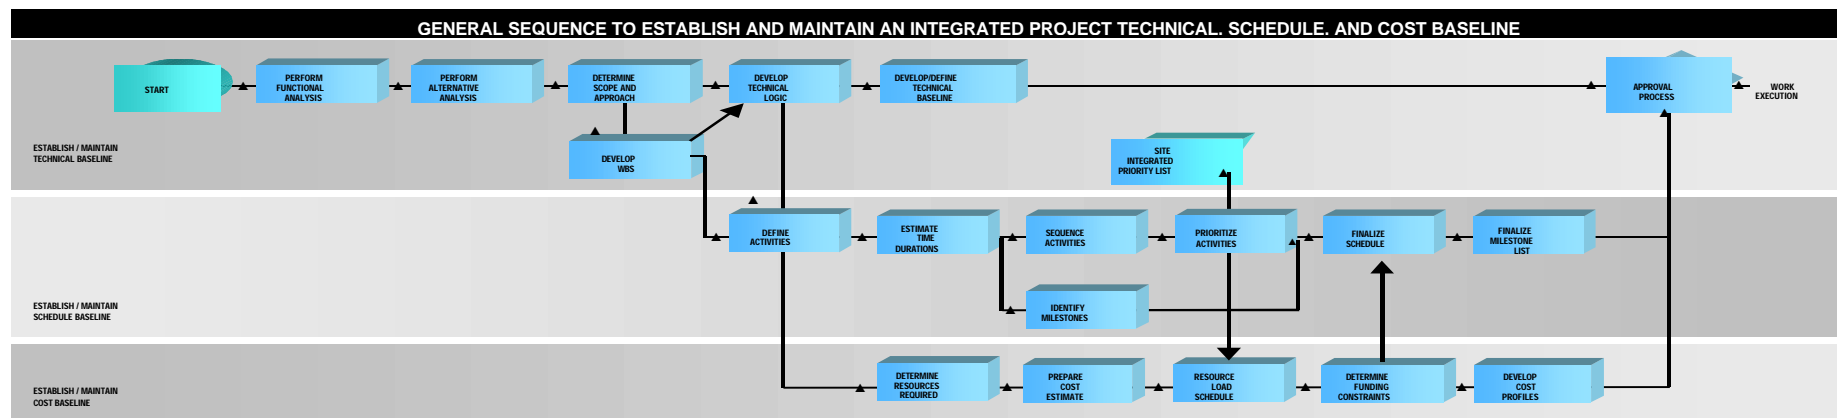 GENERAL SEQUENCE TO ESTABLISH AND MAINTAIN AN INTEGRATED PROJECT TECHNICAL. SCHEDULE. AND COST BASELINE
START
PERFORM
FUNCTIONAL
ANALYSIS
PERFORM
ALTERNATIVE
ANALYSIS
DETERMINE
SCOPE AND
APPROACH
DEVELOP
TECHNICAL
LOGIC
DEVELOP/DEFINE
TECHNICAL
BASELINE
APPROVAL
PROCESS
WORK
EXECUTION
ESTABLISH / MAINTAIN
TECHNICAL BASELINE
DEVELOP
WBS
SITE
INTEGRATED
PRIORITY LIST
DEFINE
ACTIVITIES
ESTIMATE
TIME
DURATIONS
SEQUENCE
ACTIVITIES
PRIORITIZE
ACTIVITIES
FINALIZE
SCHEDULE
FINALIZE
MILESTONE
LIST
ESTABLISH / MAINTAIN
SCHEDULE BASELINE
IDENTIFY
MILESTONES
ESTABLISH / MAINTAIN
COST BASELINE
DETERMINE
RESOURCES
REQUIRED
PREPARE
COST
ESTIMATE
RESOURCE
LOAD
SCHEDULE
DETERMINE
FUNDING
CONSTRAINTS
DEVELOP
COST
PROFILES